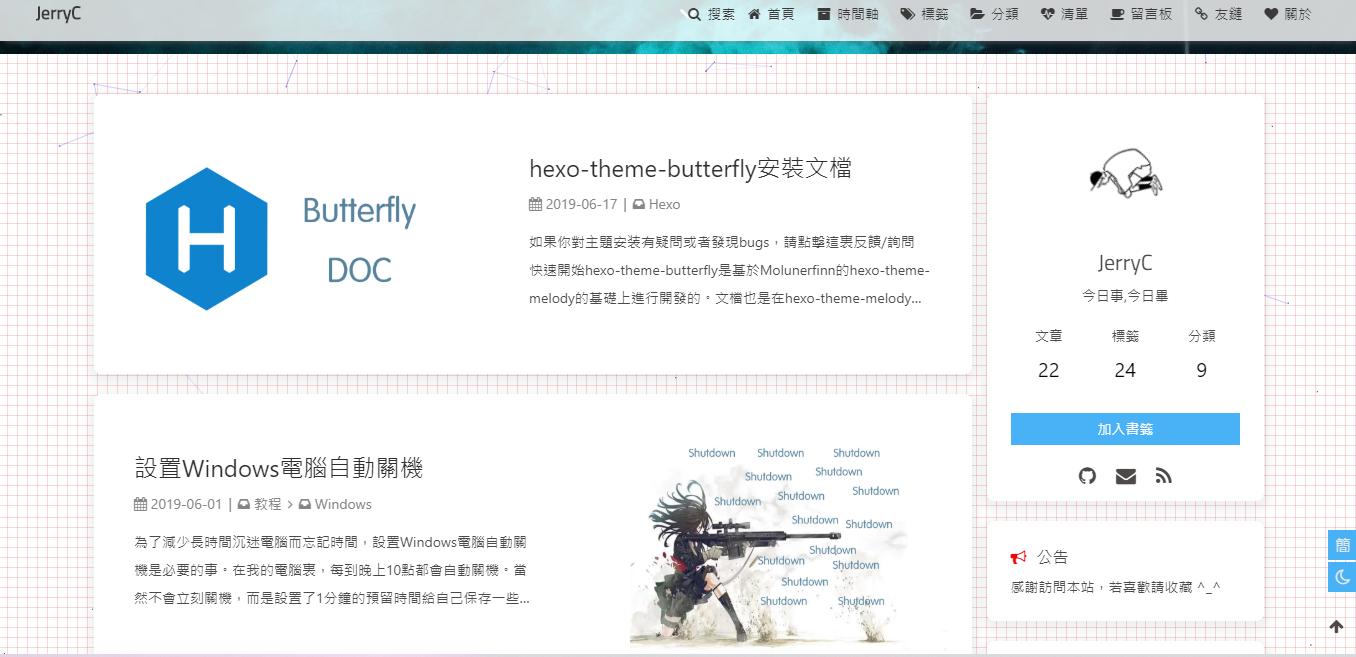 JerryC
搜索 首頁 時間軸 標籤 分類 清單 留言板 友鏈 關於
Butterfly
DOC
hexo-theme-butterfly安裝文檔
2019-06-17 | Hexo
如果你對主題安裝有疑問或者發現bugs，請點擊這裏反饋/詢問
快速開始hexo-theme-butterfly是基於Molunerfinn的hexo-theme-
melody的基礎上進行開發的。文檔也是在hexo-theme-melody...
JerryC
今日事,今日畢
文章 標籤 分類
22 24 9
加入書籤
設置Windows電腦自動關機
2019-06-01 | 教程 > Windows
為了減少長時間沉迷電腦而忘記時間，設置Windows電腦自動關
機是必要的事。在我的電腦裏，每到晚上10點都會自動關機。當
然不會立刻關機，而是設置了1分鐘的預留時間給自己保存一些...
Shutdown Shutdown Shutdown
Shutdown Shutdown
Shutdown Shutdown Shutdown
Shutdown Shutdown
Shutdown
Shutdown Shutdown
Shutdown
Shutdown Shutdown
公告
感謝訪問本站，若喜歡請收藏 ^_^
簡